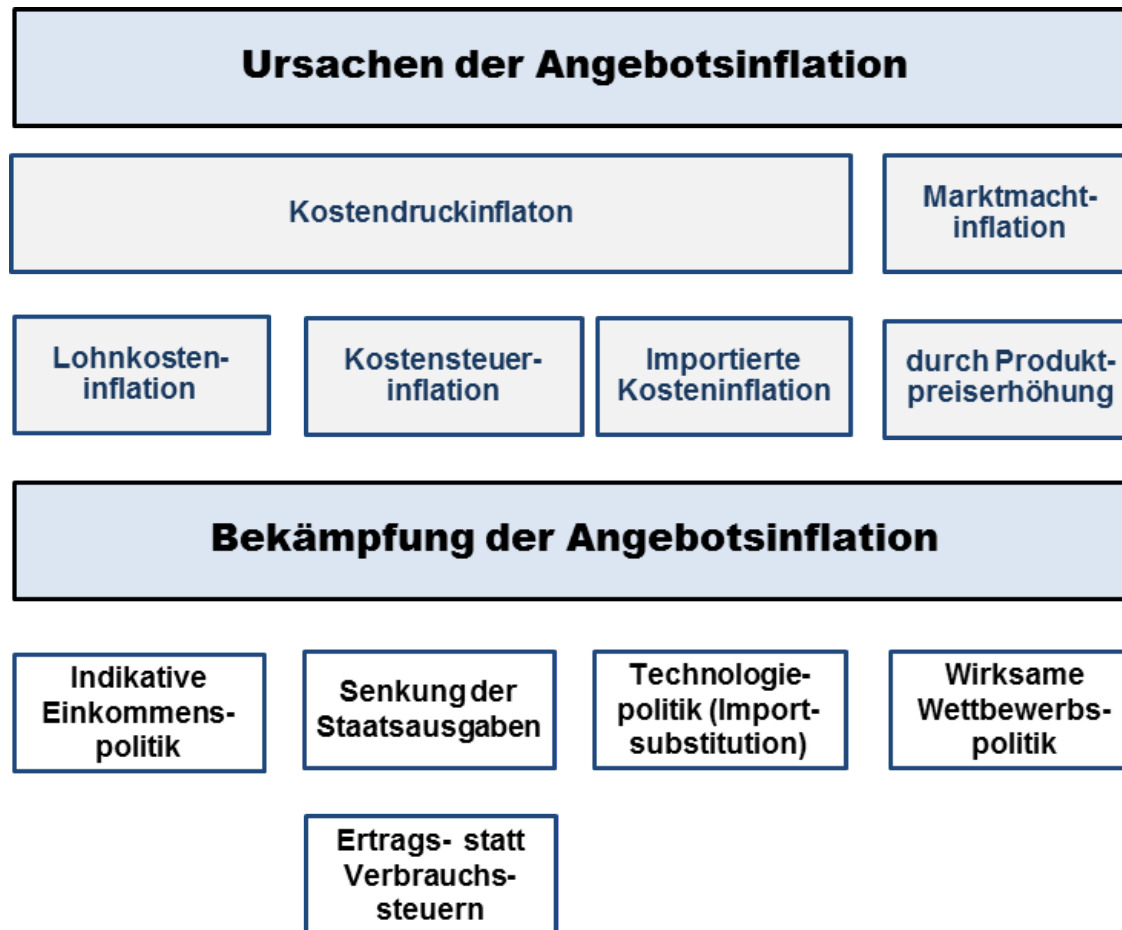 Ursachen der Angebotsinflation
Kostendruckinflaton
Marktmacht-
inflation
Lohnkosten-
inflation
Kostensteuer-
inflation
Importierte
Kosteninflation
durch Produkt-
preiserhöhung
Bekämpfung der Angebotsinflation
Indikative
Einkommens-
politik
Senkung der
Staatsausgaben
Technologie-
politik (Import-
substitution)
Wirksame
Wettbewerbs-
politik
Ertrags- statt
Verbrauchs-
steuern